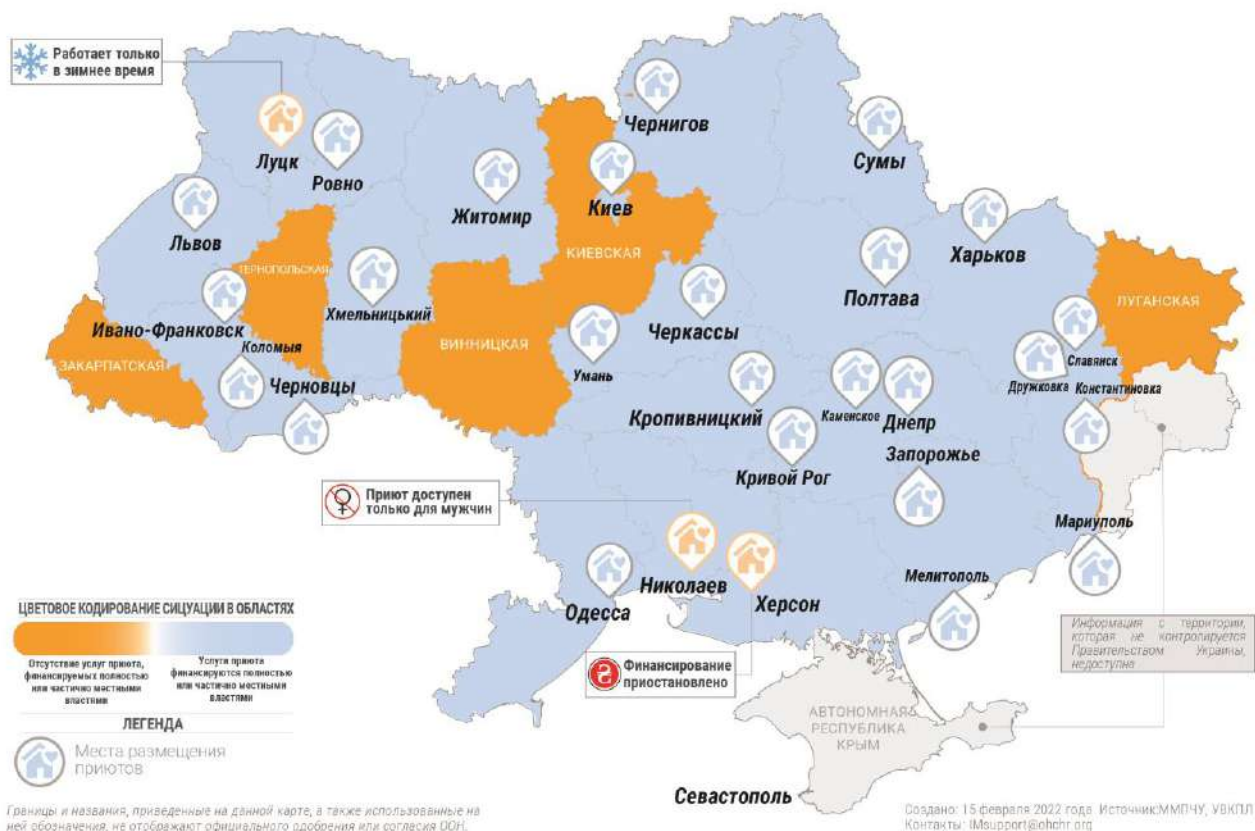 Работает только
в зимнее время
Чернигов
Сумы
Луцк
Ровно
Житомир
Киев
Львов
Харьков
КИЕВСКАЯ
ТЕРНОПОЛЬСКАЯ
Полтава
ЛУГАНСКАЯ
Хмельницький
Ивано-Франковск
Черкассы
ВИННИЦКАЯ
Коломыя
Славянск
ЗАКАРПАТСКАЯ
Умань
Черновцы
Дружковка
Константиновка
Кропивницкий
Каменское
Днепр
Запорожье
Кривой Рог
Приют доступен
только для мужчин
Мариуполь
Мелитополь
Николаев
Херсон
Одесса
ЦВЕТОВОЕ КОДИРОВАНИЕ СИЦУАЦИИ В ОБЛАСТЯХ
Отсутствие услуг приюта,
финансируемых полностью
или частично местными
властями
Услуги приюта
финансируются полностью
или частично местными
властями
Информация с территории,
которая не контролируется
Правительством Украины,
недоступна
Финансирование
приостановлено
ЛЕГЕНДА
Места размещения
приютов
АВТОНОМНАЯ
РЕСПУБЛИКА
КРЫМ
Севастополь
Границы и названия, приведенные на данной карте, а также использованные на
ней обозначения, не отображают официального одобрения или согласия ООН.
Создано: 15 февраля 2022 года Источник:ММПЧУ, УВКПЛ
Контакты: IMsupport@ohchr.org